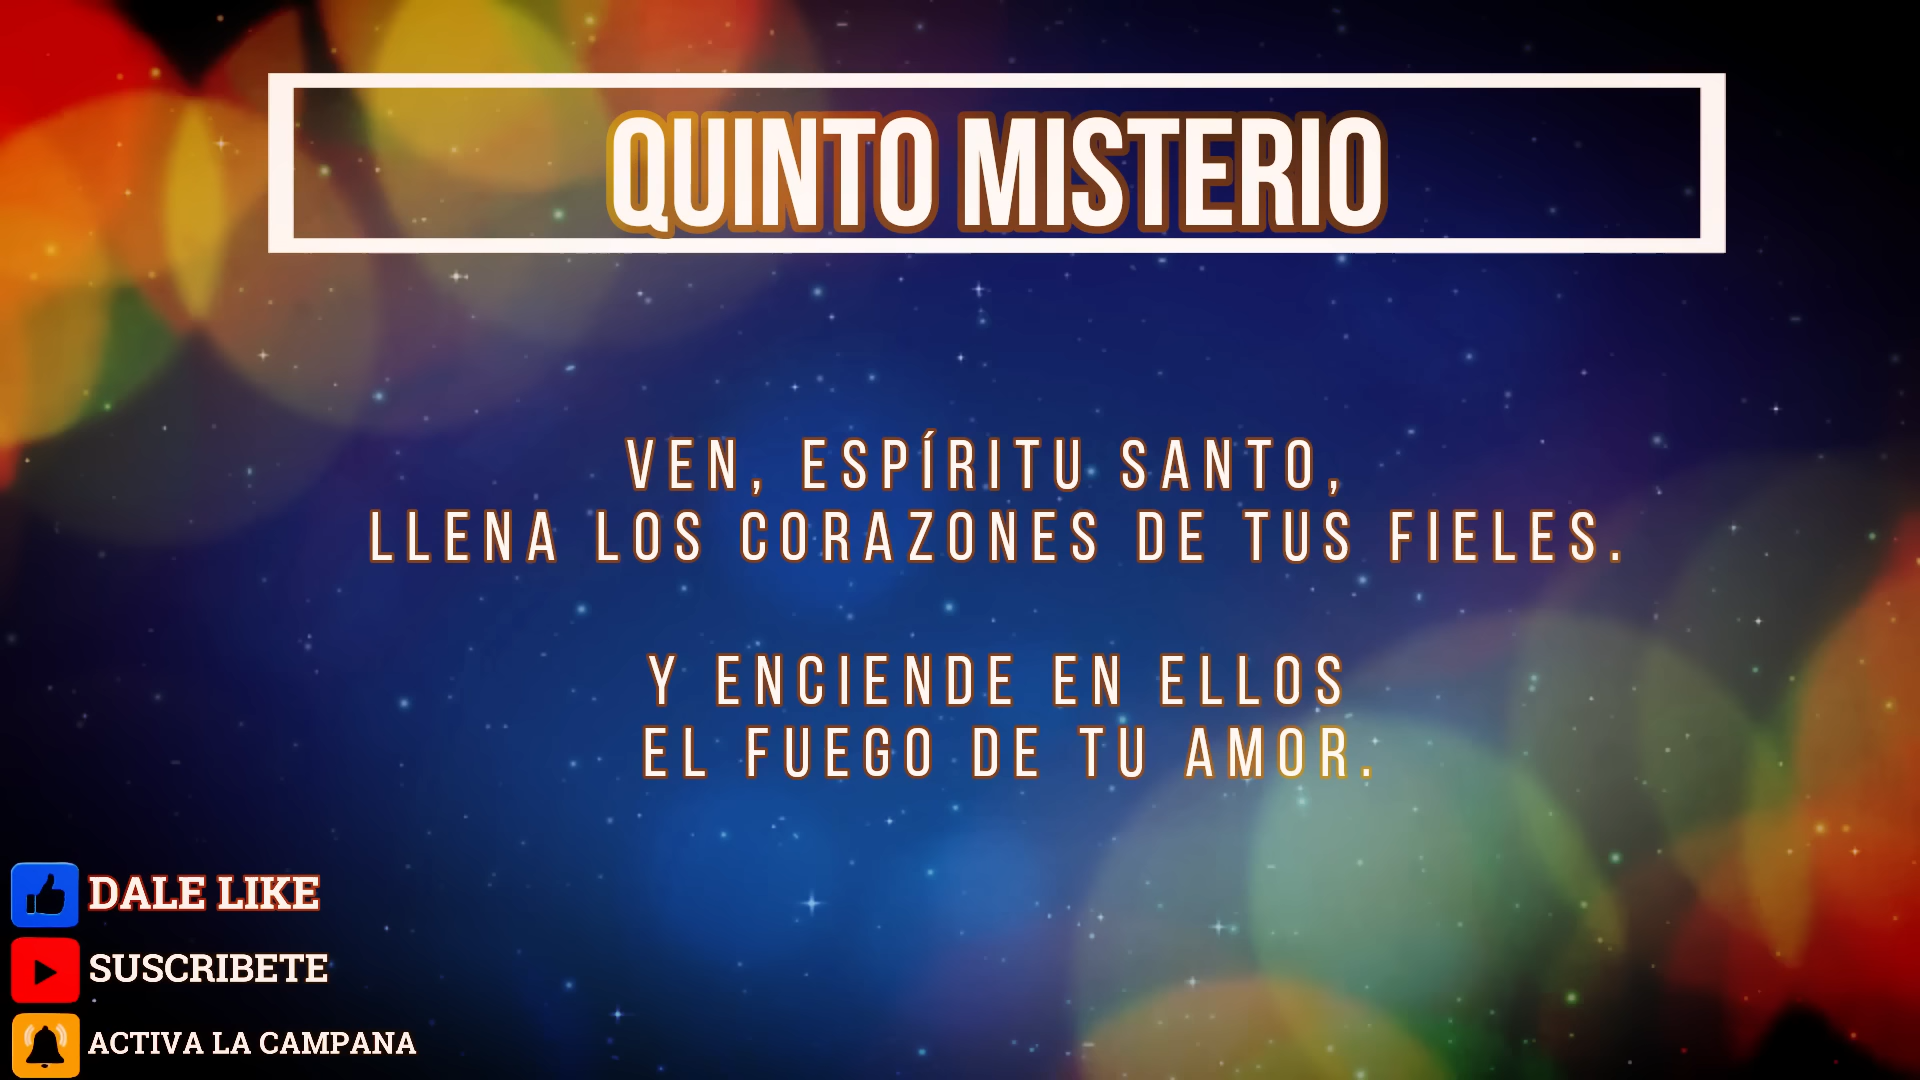 QUINTO MISTERIO
VEN, ESPÍRITU SANTO,
LLENA LOS CORAZONES DE TUS FIELES.
Y ENCIENDE EN ELLOS
EL FUEGO DE TU AMOR.
DALE LIKE
SUSCRIBETE
ACTIVA LA CAMPANA